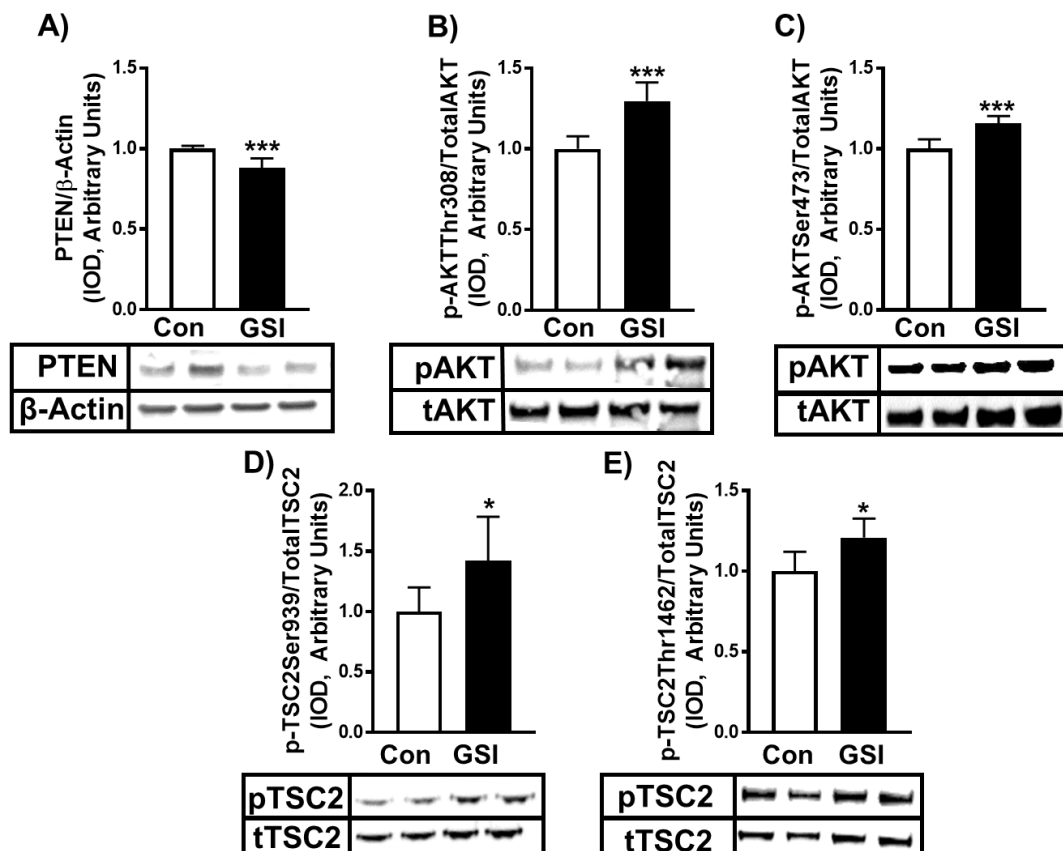 A)
PTEN/β-Actin
(IOD, Arbitrary Units)
1.5
1.0
0.5
0.0
***
Con GSI
PTEN
β-Actin
B)
p-AKTThr308/TotalAKT
(IOD, Arbitrary Units)
1.5
1.0
0.5
0.0
***
Con GSI
pAKT
tAKT
C)
p-AKTSer473/TotalAKT
(IOD, Arbitrary Units)
1.5
1.0
0.5
0.0
***
Con GSI
pAKT
tAKT
D)
p-TSC2Ser939/TotalTSC2
(IOD, Arbitrary Units)
2.0
1.5
1.0
0.5
0.0
*
Con GSI
pTSC2
tTSC2
E)
p-TSC2Thr1462/TotalTSC2
(IOD, Arbitrary Units)
1.5
1.0
0.5
0.0
*
Con GSI
pTSC2
tTSC2